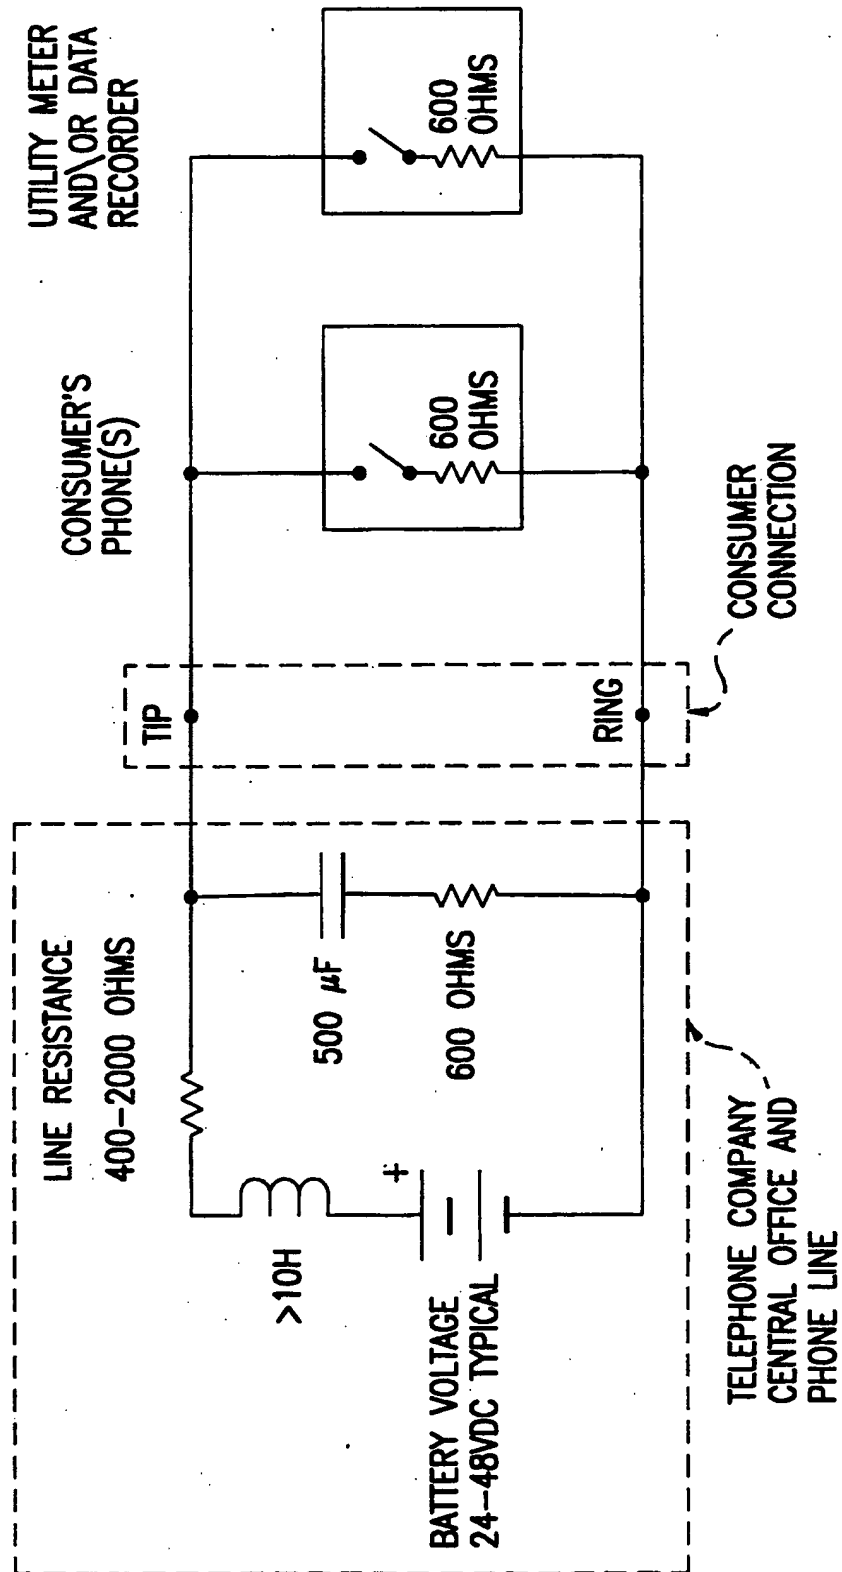 LINE RESISTANCE
400-2000 OHMS
>10H
+
BATTERY VOLTAGE
24-48VDC TYPICAL
500 µF
600 OHMS
TELEPHONE COMPANY
CENTRAL OFFICE AND
PHONE LINE
TIP
RING
CONSUMER
CONNECTION
CONSUMER'S
PHONE(S)
600
OHMS
UTILITY METER
AND\OR DATA
RECORDER
600
OHMS